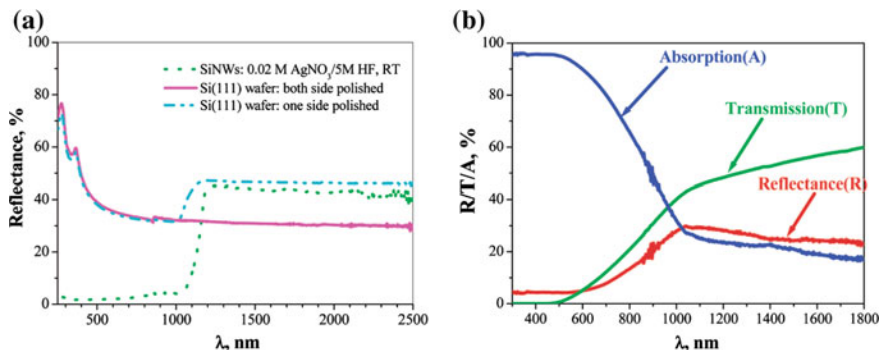 (a)
100
80
60
40
20
0
Reflectance, %
SiNWs: 0.02 M AgNO3/5M HF, RT
Si(111) wafer: both side polished
Si(111) wafer: one side polished
500
1000
1500
2000
2500
λ, nm
(b)
100
80
60
40
20
0
R/T/A, %
Absorption(A)
Transmission(T)
Reflectance(R)
400
600
800
1000
1200
1400
1600
1800
λ, nm